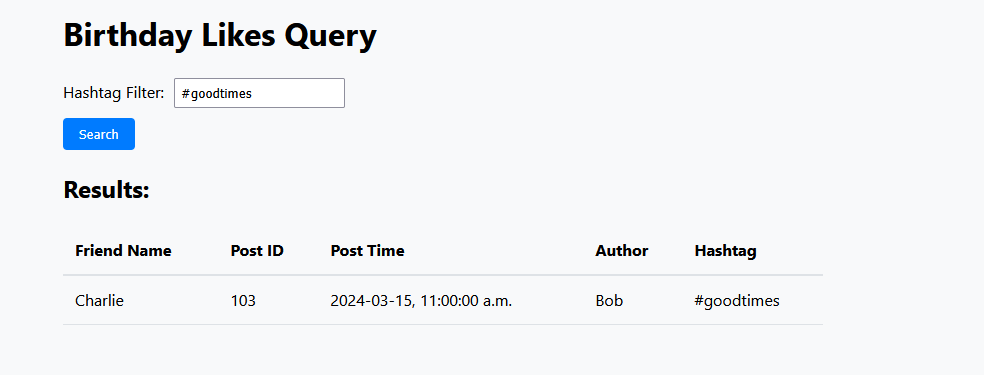 Birthday Likes Query
Hashtag Filter: #goodtimes
Search
Results:
Friend Name Post ID Post Time Author Hashtag
Charlie 103 2024-03-15, 11:00:00 a.m. Bob #goodtimes